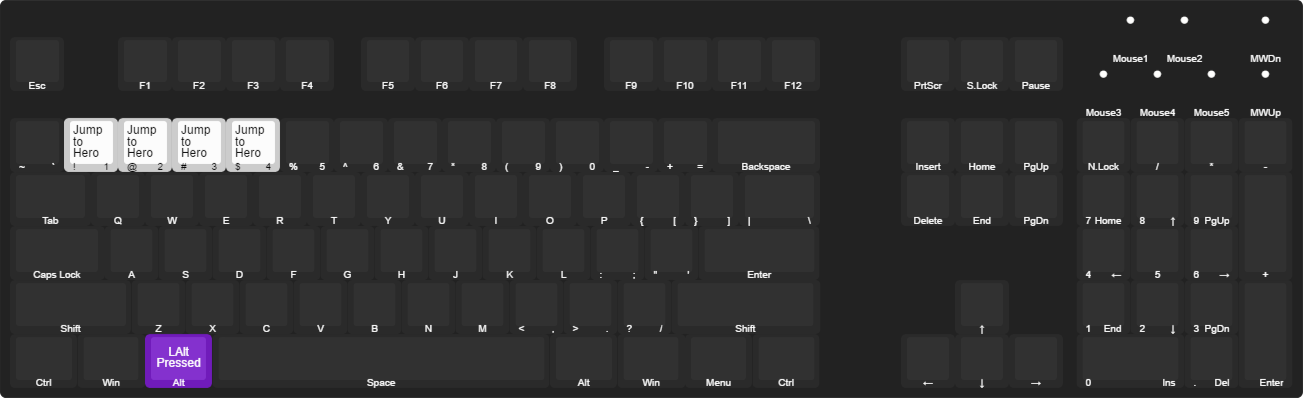 Mouse1 Mouse2 MWDn
Esc F1 F2 F3 F4 F5 F6 F7 F8 F9 F10 F11 F12 PrtScr S.Lock Pause
Mouse3 Mouse4 Mouse5 MWUp
Jump Jump Jump Jump
to to to to
Hero Hero Hero Hero
~ ` ! 1 @ 2 # 3 $ 4 % 5 ^ 6 & 7 * 8 ( 9 ) 0 _ - + = Backspace Insert Home PgUp N.Lock / * -
Tab Q W E R T Y U I O P { [ } ] | \ Delete End PgDn 7 Home 8 ↑ 9 PgUp
Caps Lock A S D F G H J K L : ; " ' Enter 4 ← 5 6 → +
Shift Z X C V B N M < , > . ? / Shift ↑ 1 End 2 ↓ 3 PgDn
LAlt
Pressed
Ctrl Win Alt Space Alt Win Menu Ctrl ← ↓ → 0 Ins . Del Enter